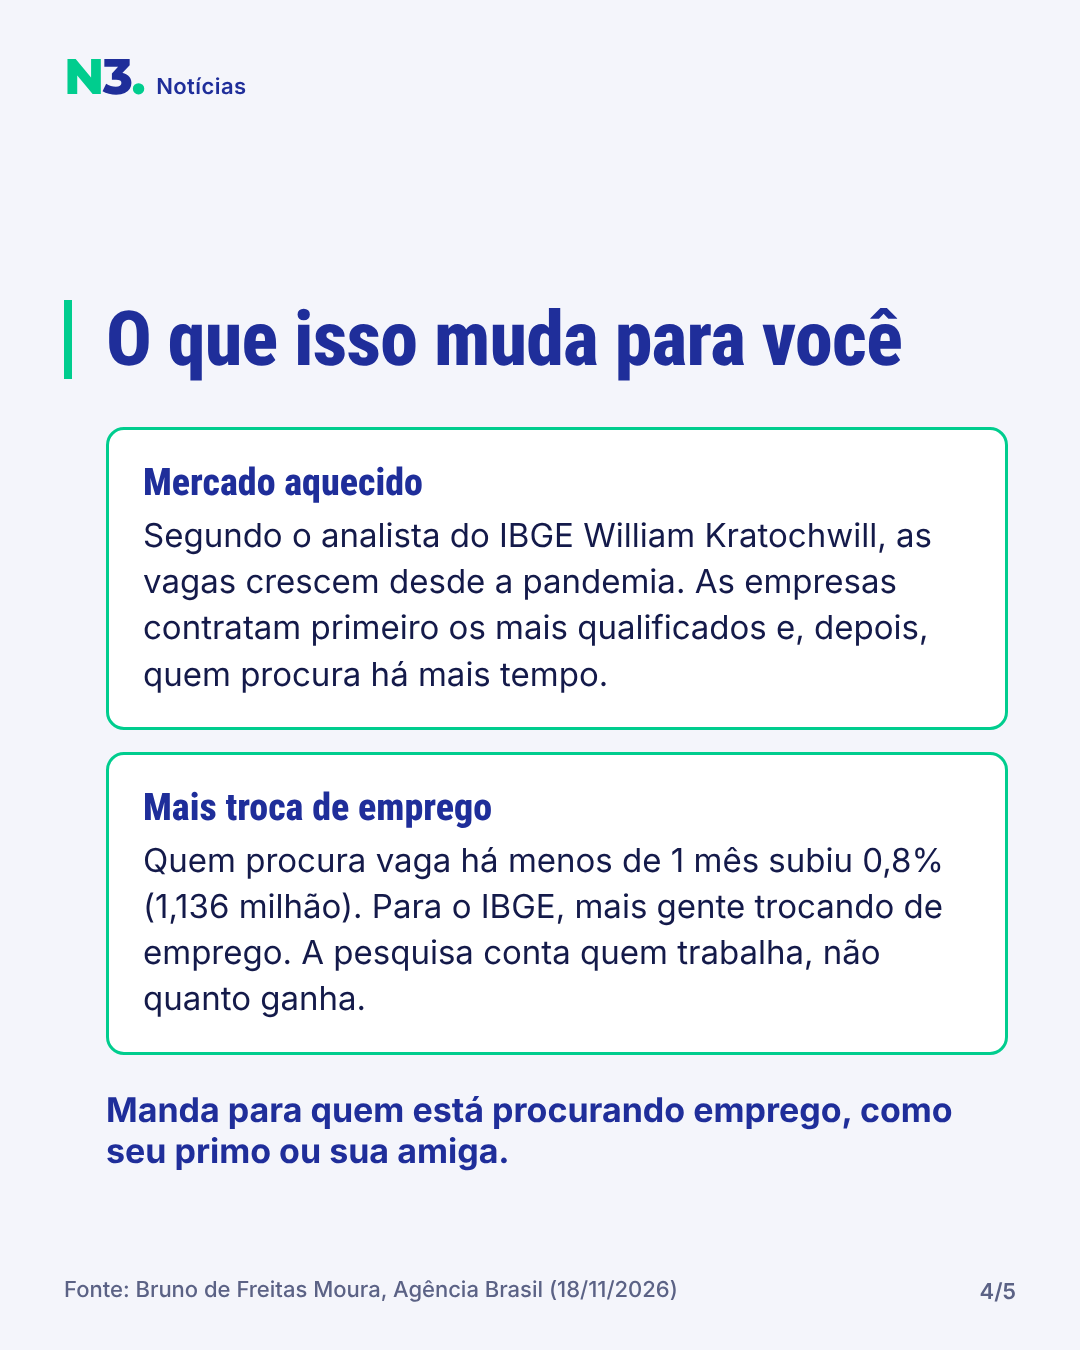 N3. Notícias
O que isso muda para você
Mercado aquecido
Segundo o analista do IBGE William Kratochwill, as
vagas crescem desde a pandemia. As empresas
contratam primeiro os mais qualificados e, depois,
quem procura há mais tempo.
Mais troca de emprego
Quem procura vaga há menos de 1 mês subiu 0,8%
(1,136 milhão). Para o IBGE, mais gente trocando de
emprego. A pesquisa conta quem trabalha, não
quanto ganha.
Manda para quem está procurando emprego, como
seu primo ou sua amiga.
Fonte: Bruno de Freitas Moura, Agência Brasil (18/11/2026)
4/5